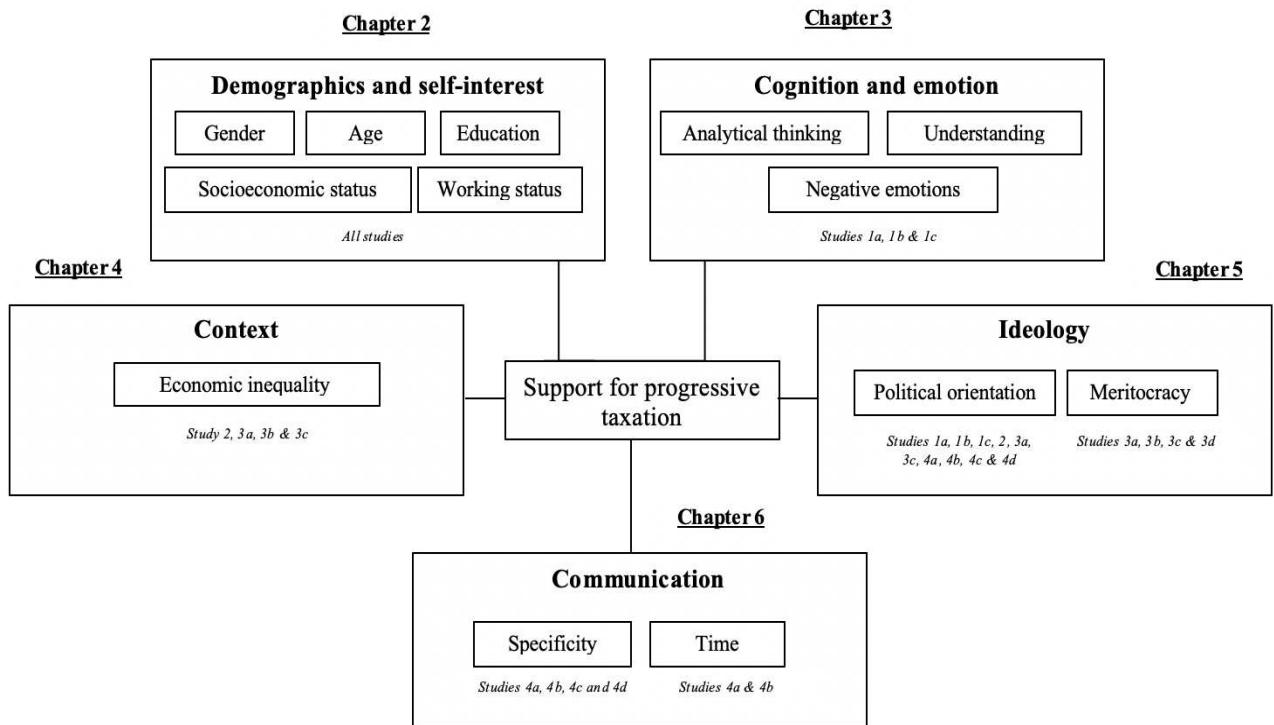 Chapter 2
Demographics and self-interest
Gender
Age
Education
Socioeconomic status
Working status
All studies
Chapter 3
Cognition and emotion
Analytical thinking
Understanding
Negative emotions
Studies 1a, 1b & 1c
Chapter 4
Context
Economic inequality
Study 2, 3a, 3b & 3c
Support for progressive
taxation
Chapter 5
Ideology
Political orientation
Meritocracy
Studies 1a, 1b, 1c, 2, 3a,
3c, 4a, 4b, 4c & 4d
Studies 3a, 3b, 3c & 3d
Chapter 6
Communication
Specificity
Time
Studies 4a, 4b, 4c and 4d
Studies 4a & 4b